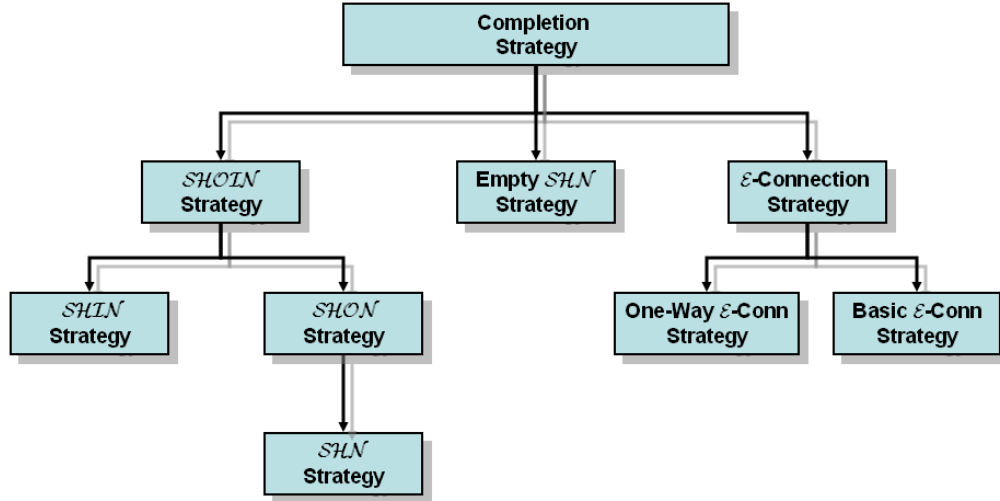 Completion
Strategy
𝒮ℋ𝒪ℐ𝒩
Strategy
Empty 𝒮ℋ𝒩
Strategy
ℰ-Connection
Strategy
𝒮ℋℐ𝒩
Strategy
𝒮ℋ𝒪𝒩
Strategy
One-Way ℰ-Conn
Strategy
Basic ℰ-Conn
Strategy
𝒮ℋ𝒩
Strategy